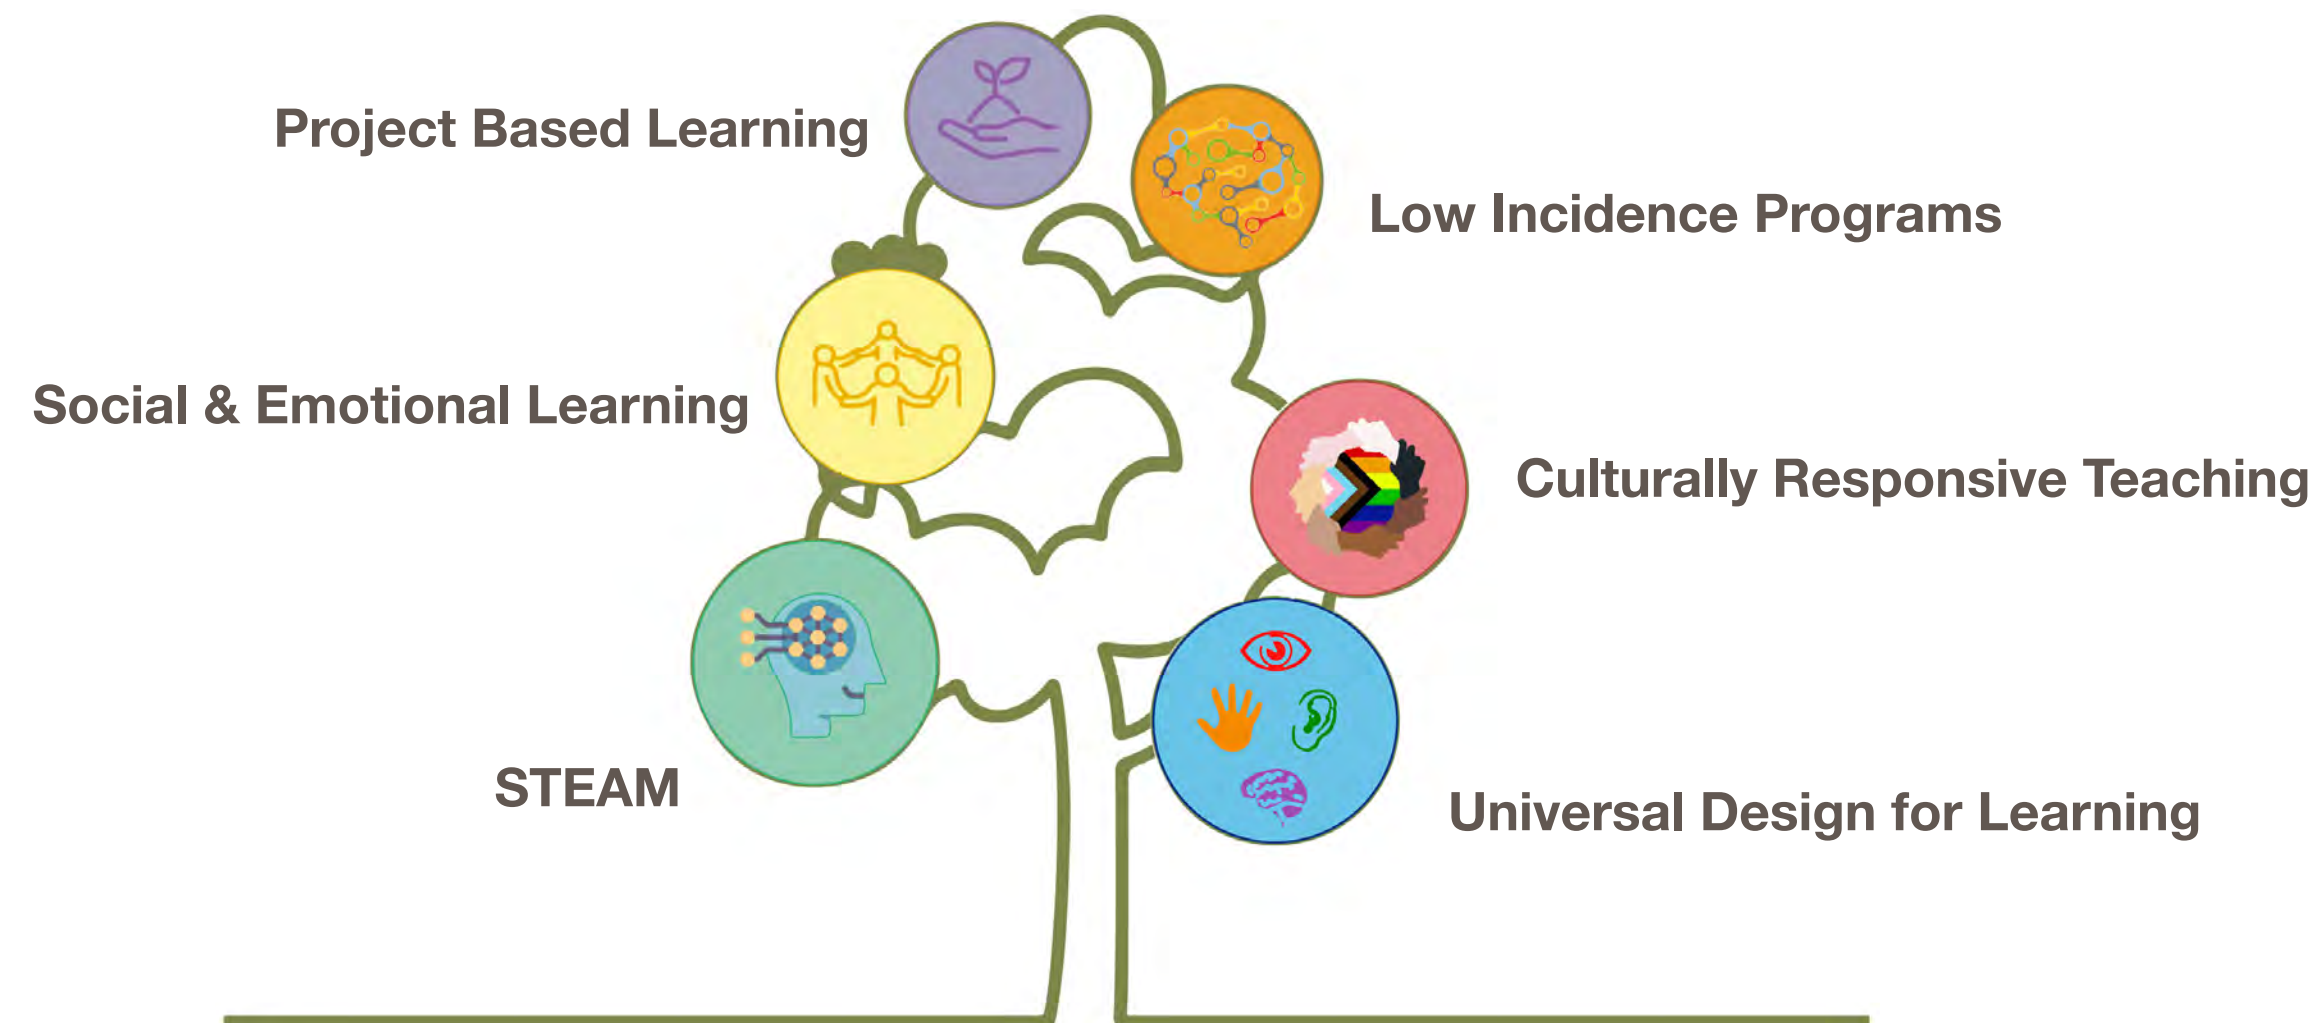 Project Based Learning
Low Incidence Programs
Social & Emotional Learning
Culturally Responsive Teaching
STEAM
Universal Design for Learning